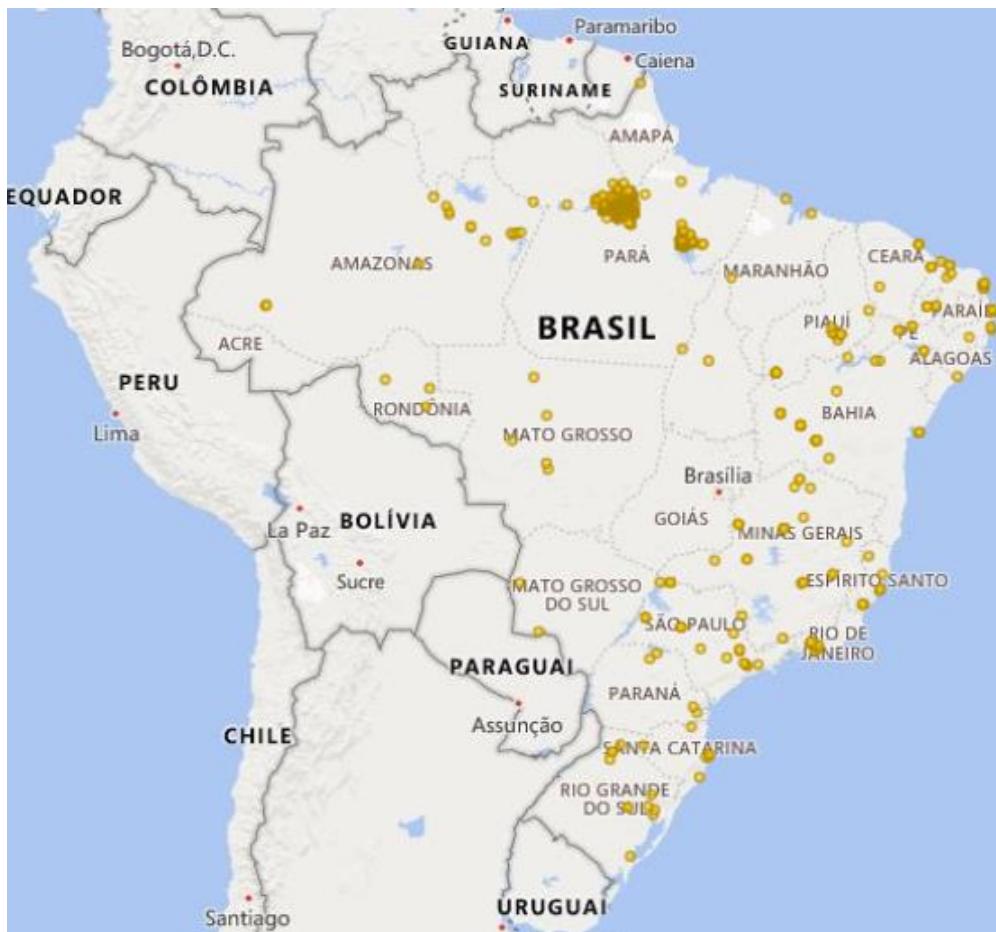 Paramaribo
GUIANA
Bogotá,D.C.
Caiena
COLÔMBIA
SURINAME
AMAPÁ
EQUADOR
AMAZONAS
PARÁ
MARANHÃO
CEARÁ
BRASIL
PIAUÍ
PARAÍB
ACRE
PE
ALAGOAS
PERU
RONDÔNIA
BAHIA
Lima
MATO GROSSO
Brasília
BOLÍVIA
GOIÁS
La Paz
MINAS GERAIS
Sucre
MATO GROSSO
DO SUL
ESPÍRITO SANTO
SÃO PAULO
RIO DE
JANEIRO
PARAGUAI
PARANÁ
Assunção
CHILE
SANTA CATARINA
RIO GRANDE
DO SUL
URUGUAI
Santiago